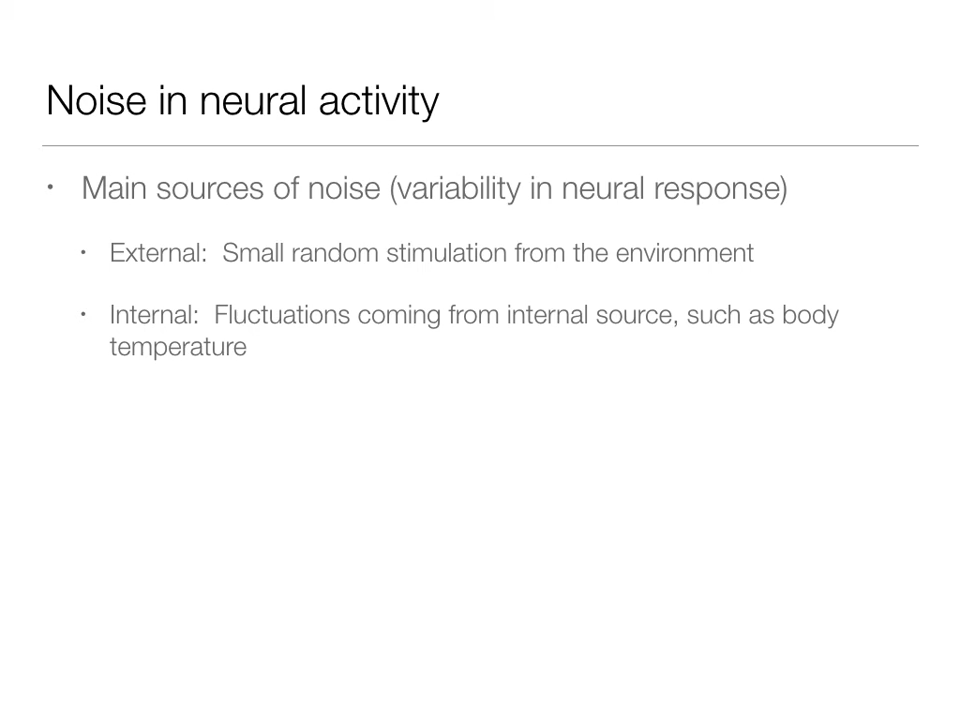 Noise in neural activity
• Main sources of noise (variability in neural response)
• External:  Small random stimulation from the environment
• Internal:  Fluctuations coming from internal source, such as body
temperature